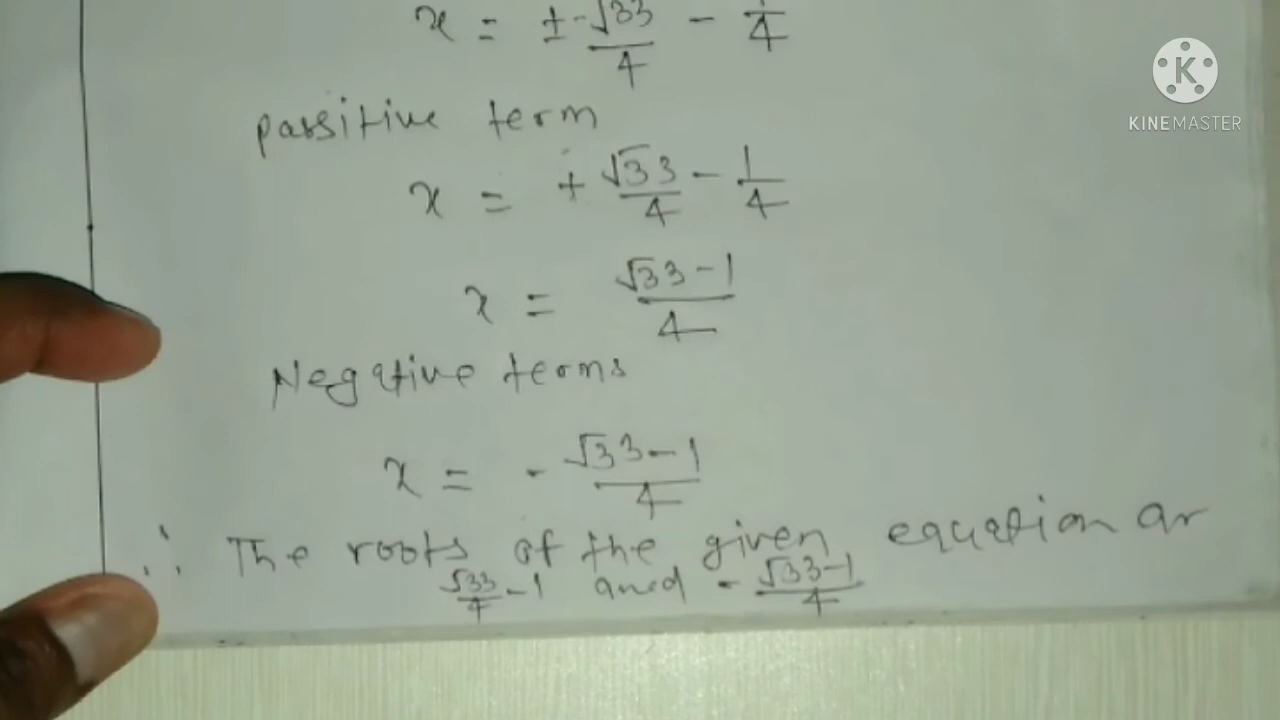 x = ± √33/4 - 1/4
KINEMASTER
passitive term
x = + √33/4 - 1/4
x = √33-1/4
Negative terms
x = - √33-1/4
∴ The roots of the given equation ar
√33/4 -1 and - √33-1/4